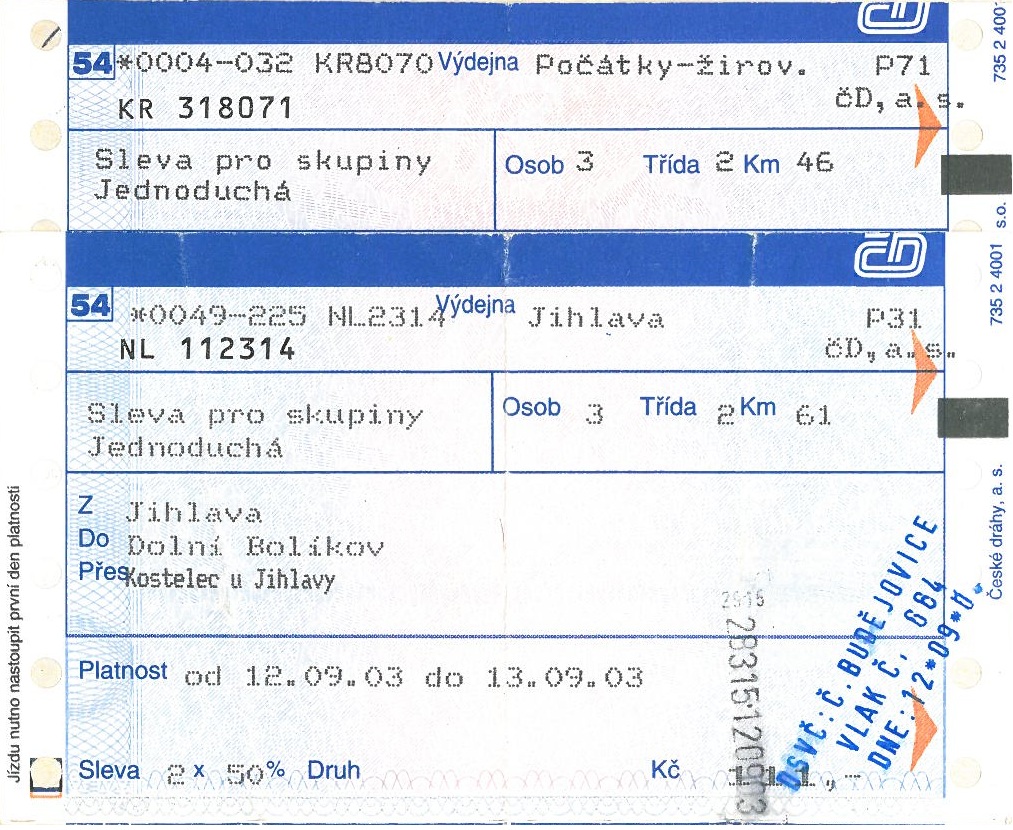 54 *0004-032 KR8070 Výdejna Počátky-žirov. P71
KR 318071 ČD, a.s.
Sleva pro skupiny Osob 3 Třída 2 Km 46
Jednoduchá
735 2 4001
s.o.
54 *0049-225 NL2314 Výdejna Jihlava P31
NL 112314 ČD, a.s.
Sleva pro skupiny Osob 3 Třída 2 Km 61
Jednoduchá
Z Jihlava
Do Dolní Bolíkov
Přes Kostelec u Jihlavy
Platnost od 12.09.03 do 13.09.03
Sleva 2 x 50% Druh Kč
735 2 4001
České dráhy, a. s.
Jízdu nutno nastoupit první den platnosti
OSVČ:Č.BUDĚJOVICE
VLAK Č. 684
DNE:12*09*0